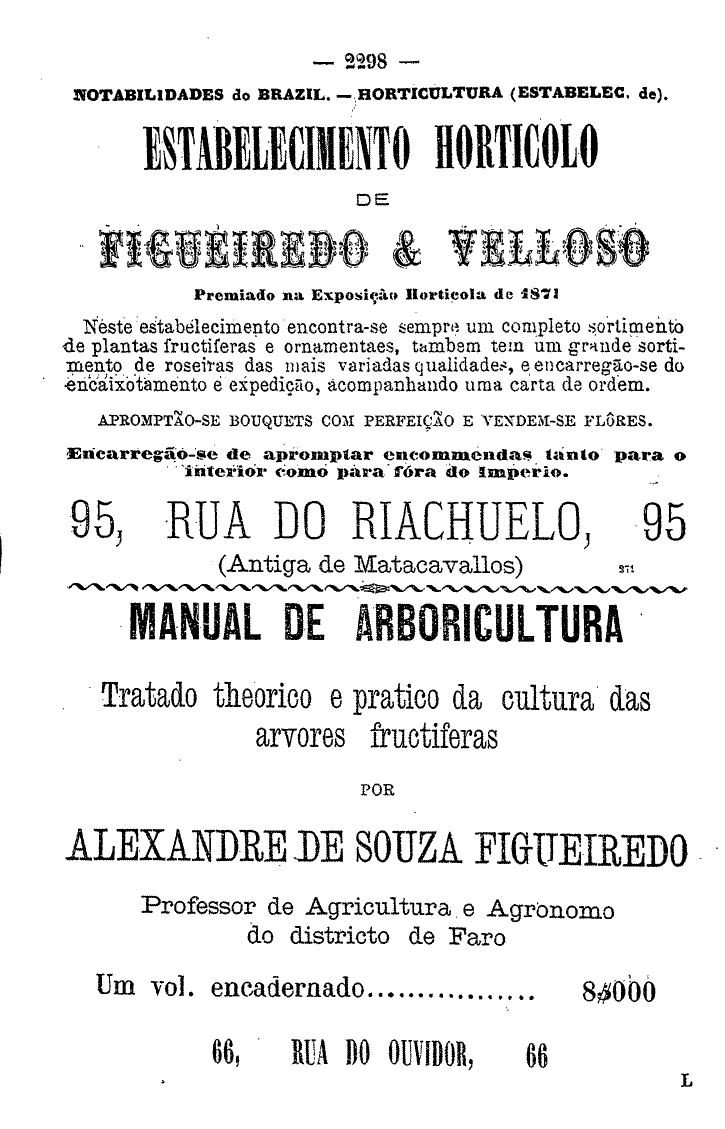 — 2298 —
NOTABILIDADES do BRAZIL. — HORTICULTURA (ESTABELEC. de).
ESTABELECIMENTO HORTICOLO
DE
FIGUEIREDO & VELLOSO
Premiado na Exposição Horticola de 1871
Neste estabelecimento encontra-se sempre um completo sortimento
de plantas fructiferas e ornamentaes, tambem tem um grande sorti-
mento de roseiras das mais variadas qualidades, e encarregão-se do
encaixotamento e expedição, acompanhando uma carta de ordem.
APROMPTÃO-SE BOUQUETS COM PERFEIÇÃO E VENDEM-SE FLÔRES.
Encarregão-se de apromptar encommendas tanto para o
interior como para fóra do Imperio.
95, RUA DO RIACHUELO, 95
(Antiga de Matacavallos)
MANUAL DE ARBORICULTURA
Tratado theorico e pratico da cultura das
arvores fructiferas
POR
ALEXANDRE DE SOUZA FIGUEIREDO
Professor de Agricultura e Agronomo
do districto de Faro
Um vol. encadernado................. 8$000
66, RUA DO OUVIDOR, 66
L